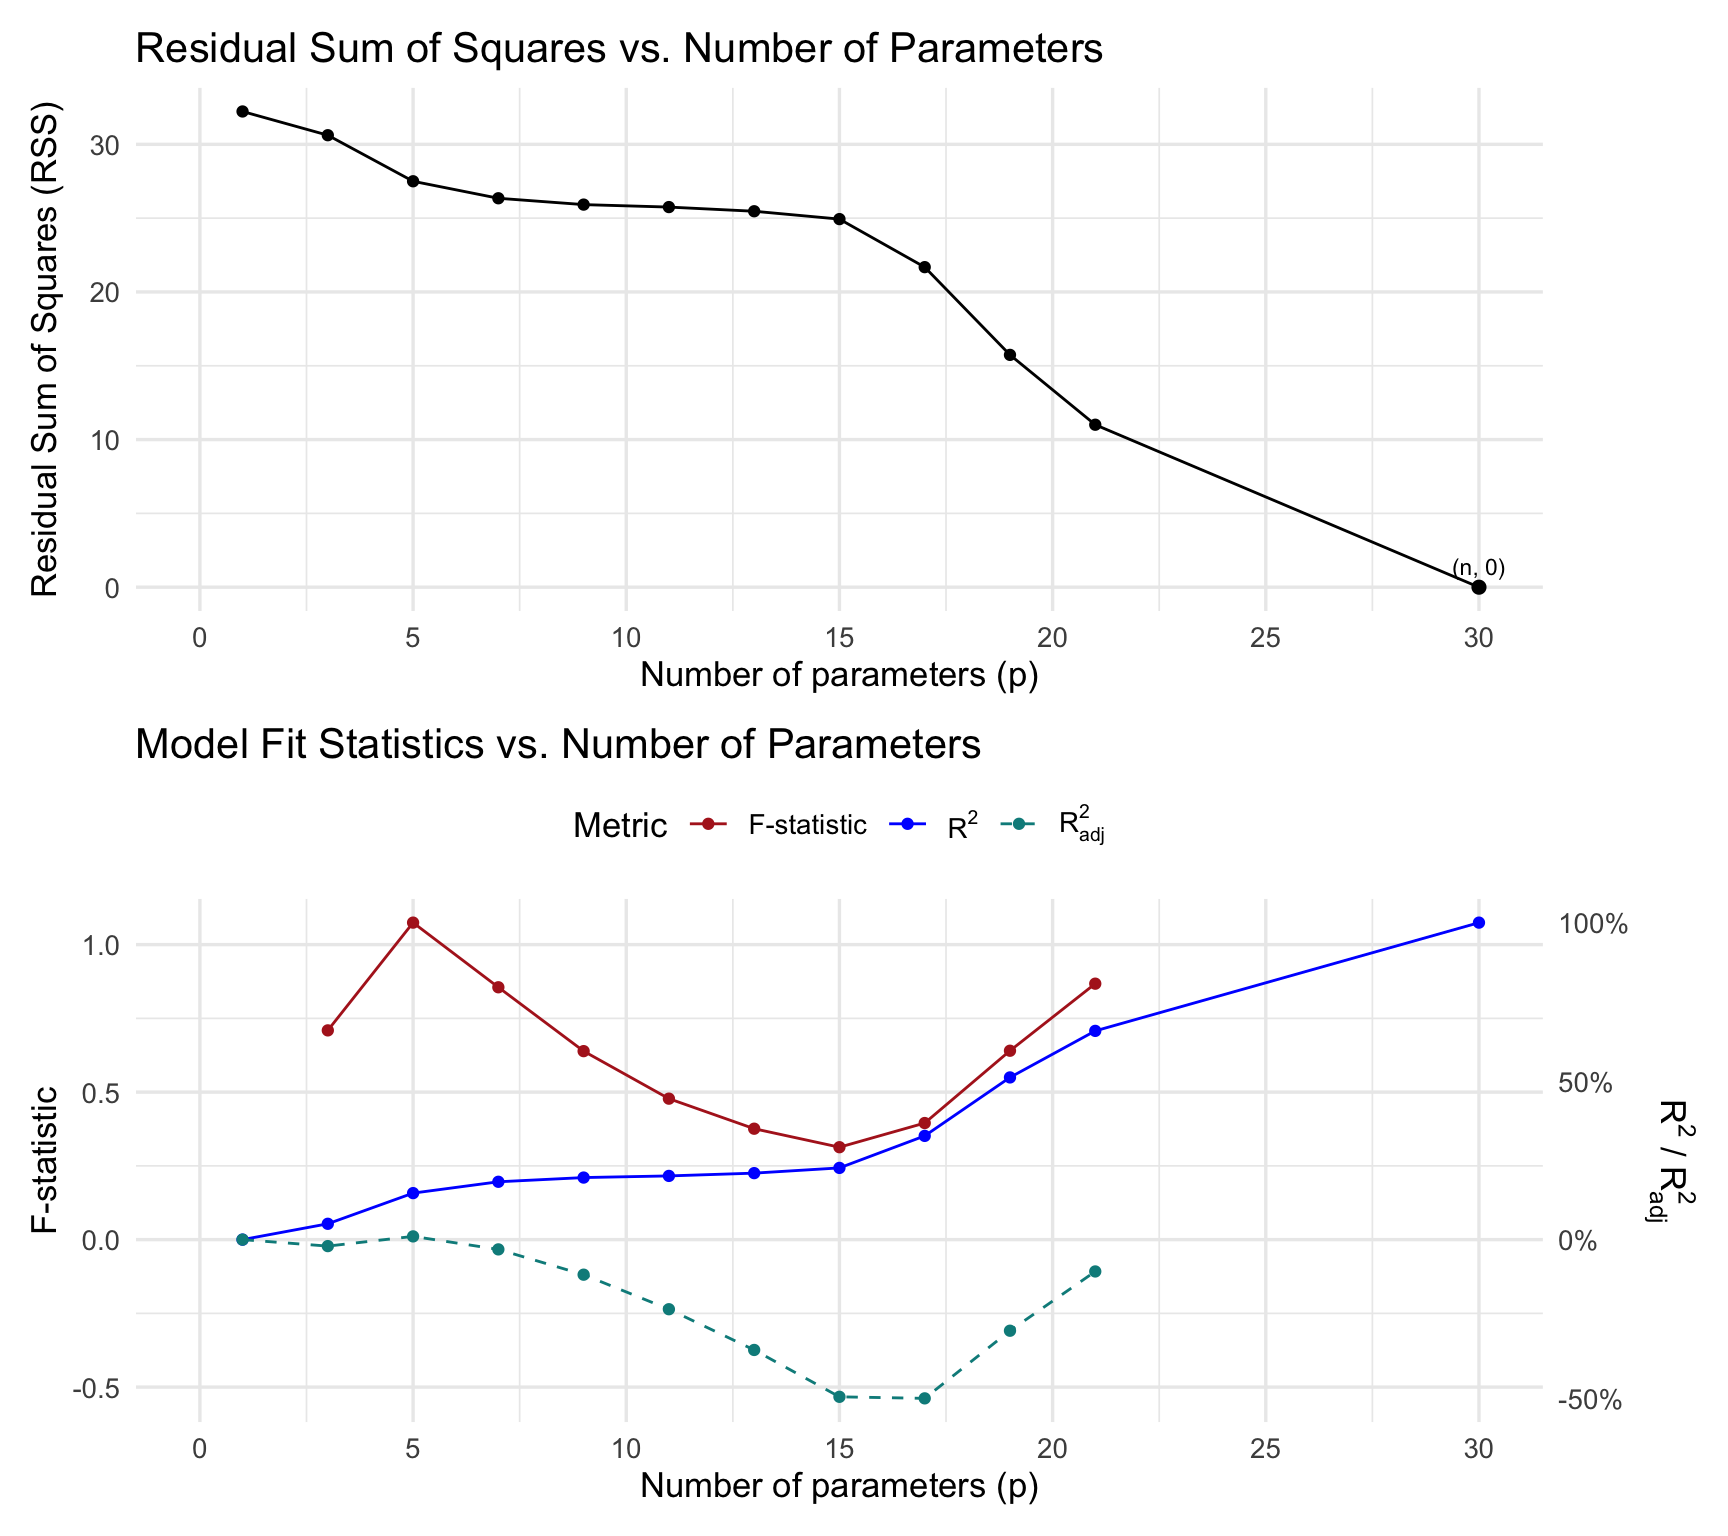 Residual Sum of Squares vs. Number of Parameters
Residual Sum of Squares (RSS)
30
20
10
0
(n, 0)
0 5 10 15 20 25 30
Number of parameters (p)
Model Fit Statistics vs. Number of Parameters
Metric F-statistic R² R²adj
F-statistic
1.0
0.5
0.0
-0.5
100%
50%
0%
-50%
R² / R²adj
0 5 10 15 20 25 30
Number of parameters (p)